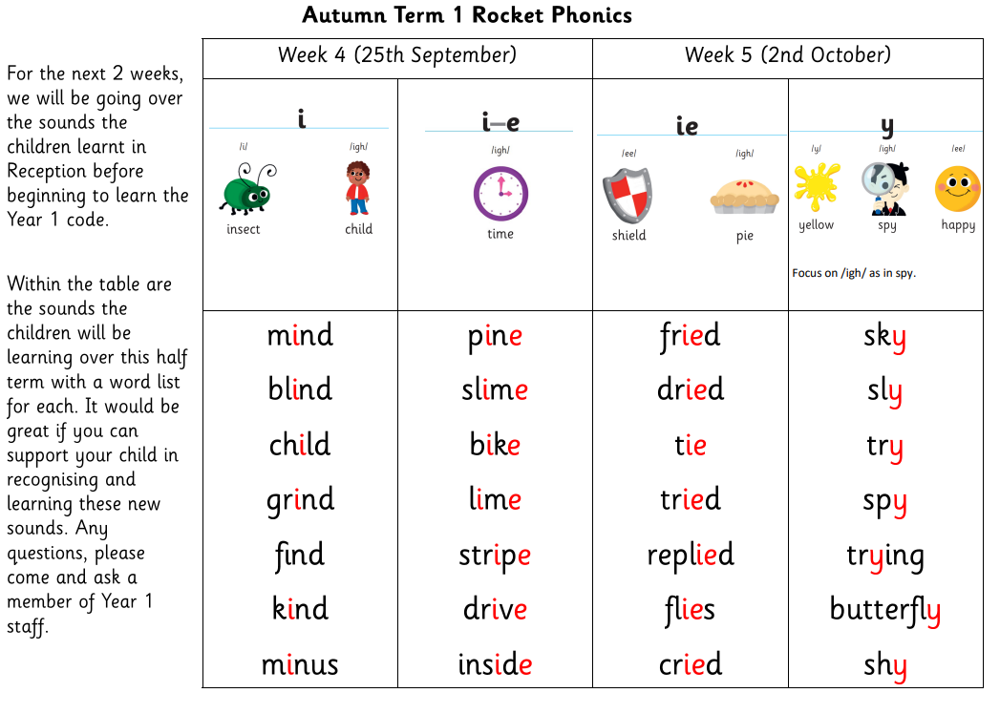 Autumn Term 1 Rocket Phonics
For the next 2 weeks,
we will be going over
the sounds the
children learnt in
Reception before
beginning to learn the
Year 1 code.
Within the table are
the sounds the
children will be
learning over this half
term with a word list
for each. It would be
great if you can
support your child in
recognising and
learning these new
sounds. Any
questions, please
come and ask a
member of Year 1
staff.
Week 4 (25th September) Week 5 (2nd October)
i i–e ie y
/i/ /igh/ /igh/ /ee/ /igh/ /y/ /igh/ /ee/
insect child time shield pie yellow spy happy
Focus on /igh/ as in spy.
mind pine fried sky
blind slime dried sly
child bike tie try
grind lime tried spy
find stripe replied trying
kind drive flies butterfly
minus inside cried shy